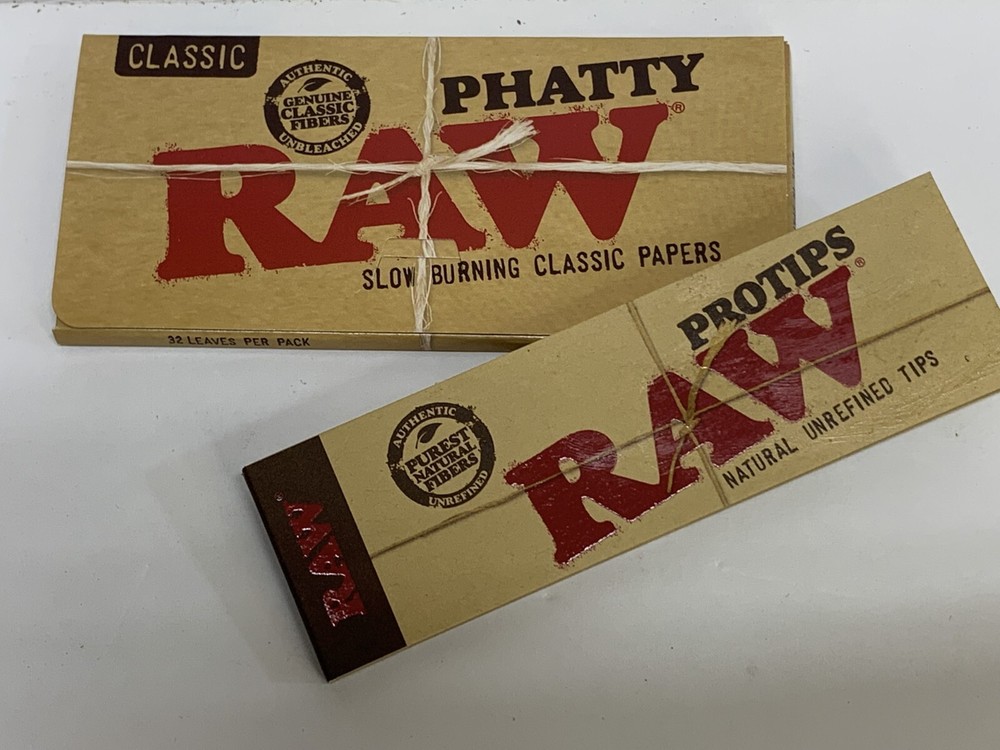 CLASSIC
AUTHENTIC
GENUINE
CLASSIC
FIBERS
UNBLEACHED
PHATTY
RAW®
SLOW BURNING CLASSIC PAPERS
32 LEAVES PER PACK
PROTIPS
RAW®
NATURAL UNREFINED TIPS
AUTHENTIC
PUREST
NATURAL
FIBERS
UNREFINED
RAW®